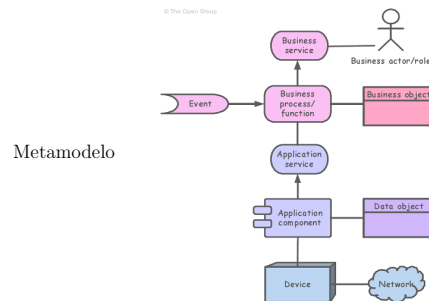 © The Open Group
Business
service
Business actor/role
Event
Business
process/
function
Business object
Metamodelo
Application
service
Application
component
Data object
Device
Network